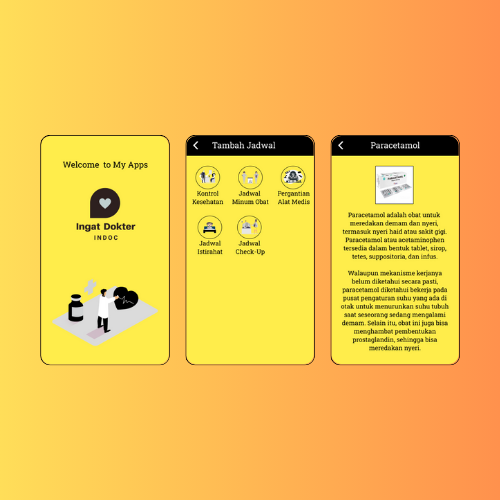 Welcome to My Apps
Ingat Dokter
INDOC
Tambah Jadwal
Kontrol
Kesehatan
Jadwal
Minum Obat
Pergantian
Alat Medis
Jadwal
Istirahat
Jadwal
Check-Up
Paracetamol
Paracetamol adalah obat untuk
meredakan demam dan nyeri,
termasuk nyeri haid atau sakit gigi.
Paracetamol atau acetaminophen
tersedia dalam bentuk tablet, sirop,
tetes, suppositoria, dan infus.
Walaupun mekanisme kerjanya
belum diketahui secara pasti,
paracetamol diketahui bekerja pada
pusat pengaturan suhu yang ada di
otak untuk menurunkan suhu tubuh
saat seseorang sedang mengalami
demam. Selain itu, obat ini juga bisa
menghambat pembentukan
prostaglandin, sehingga bisa
meredakan nyeri.